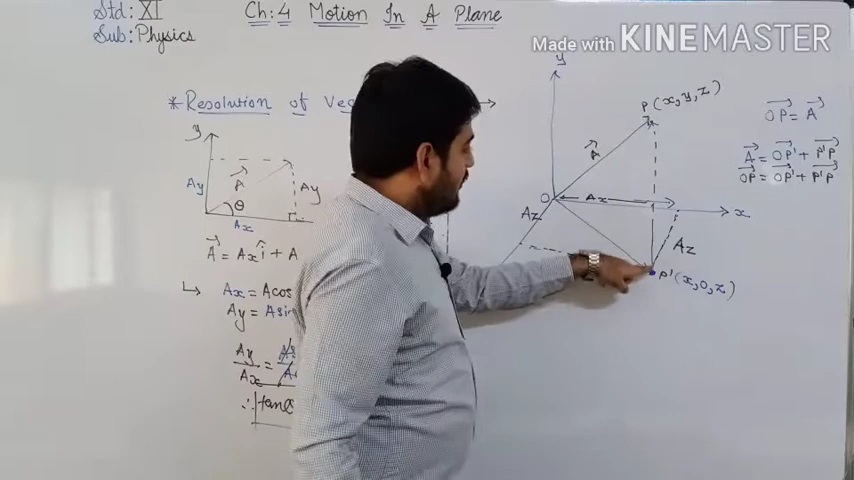 Std: XI
Sub: Physics
Ch:4 Motion In A Plane
Made with KINEMASTER
* Resolution of
y
Ay
A⃗
Ay
θ
Ax
A⃗ = Axî + A
↳ Ax = Acos
Ay = Asin
Ay
Ax
=
∴ tan
y
P (x, y, z)
A⃗
O
Ax
x
Az
Az
P'(x, 0, z)
OP⃗ = A⃗
A⃗ = OP'⃗ + P'P⃗
OP⃗ = OP'⃗ + P'P⃗